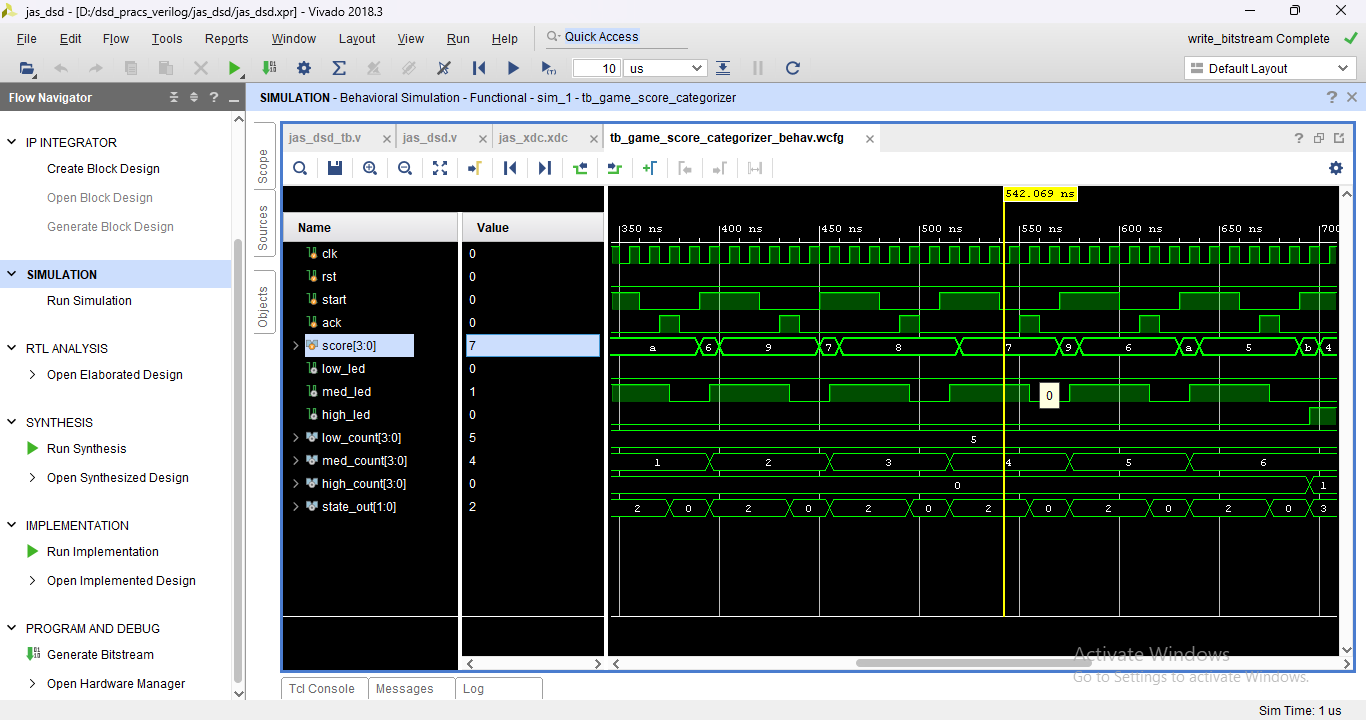 jas_dsd - [D:/dsd_pracs_verilog/jas_dsd/jas_dsd.xpr] - Vivado 2018.3
File Edit Flow Tools Reports Window Layout View Run Help Quick Access write_bitstream Complete
10 us Default Layout
Flow Navigator ? SIMULATION - Behavioral Simulation - Functional - sim_1 - tb_game_score_categorizer ?
IP INTEGRATOR
Create Block Design
Open Block Design
Generate Block Design
SIMULATION
Run Simulation
RTL ANALYSIS
Open Elaborated Design
SYNTHESIS
Run Synthesis
Open Synthesized Design
IMPLEMENTATION
Run Implementation
Open Implemented Design
PROGRAM AND DEBUG
Generate Bitstream
Open Hardware Manager
Scope
Sources
Objects
jas_dsd_tb.v jas_dsd.v jas_xdc.xdc tb_game_score_categorizer_behav.wcfg ?
542.069 ns
Name Value 350 ns 400 ns 450 ns 500 ns 550 ns 600 ns 650 ns 700
clk 0
rst 0
start 0
ack 0
score[3:0] 7 a 6 9 7 8 7 9 6 a 5 b 4
low_led 0
med_led 1 0
high_led 0
low_count[3:0] 5 5
med_count[3:0] 4 1 2 3 4 5 6
high_count[3:0] 0 0 1
state_out[1:0] 2 2 0 2 0 2 0 2 0 2 0 2 0 3
Activate Windows
Go to Settings to activate Windows.
Tcl Console Messages Log
Sim Time: 1 us